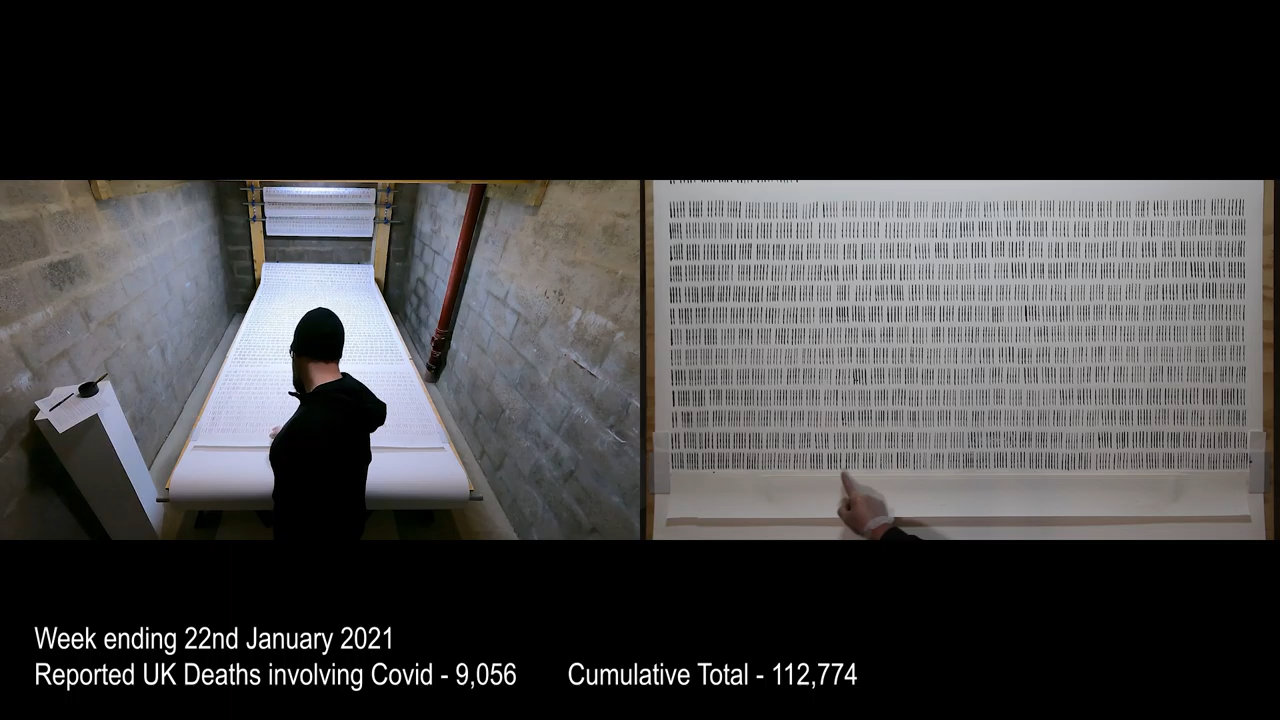 Week ending 22nd January 2021
Reported UK Deaths involving Covid - 9,056 Cumulative Total - 112,774